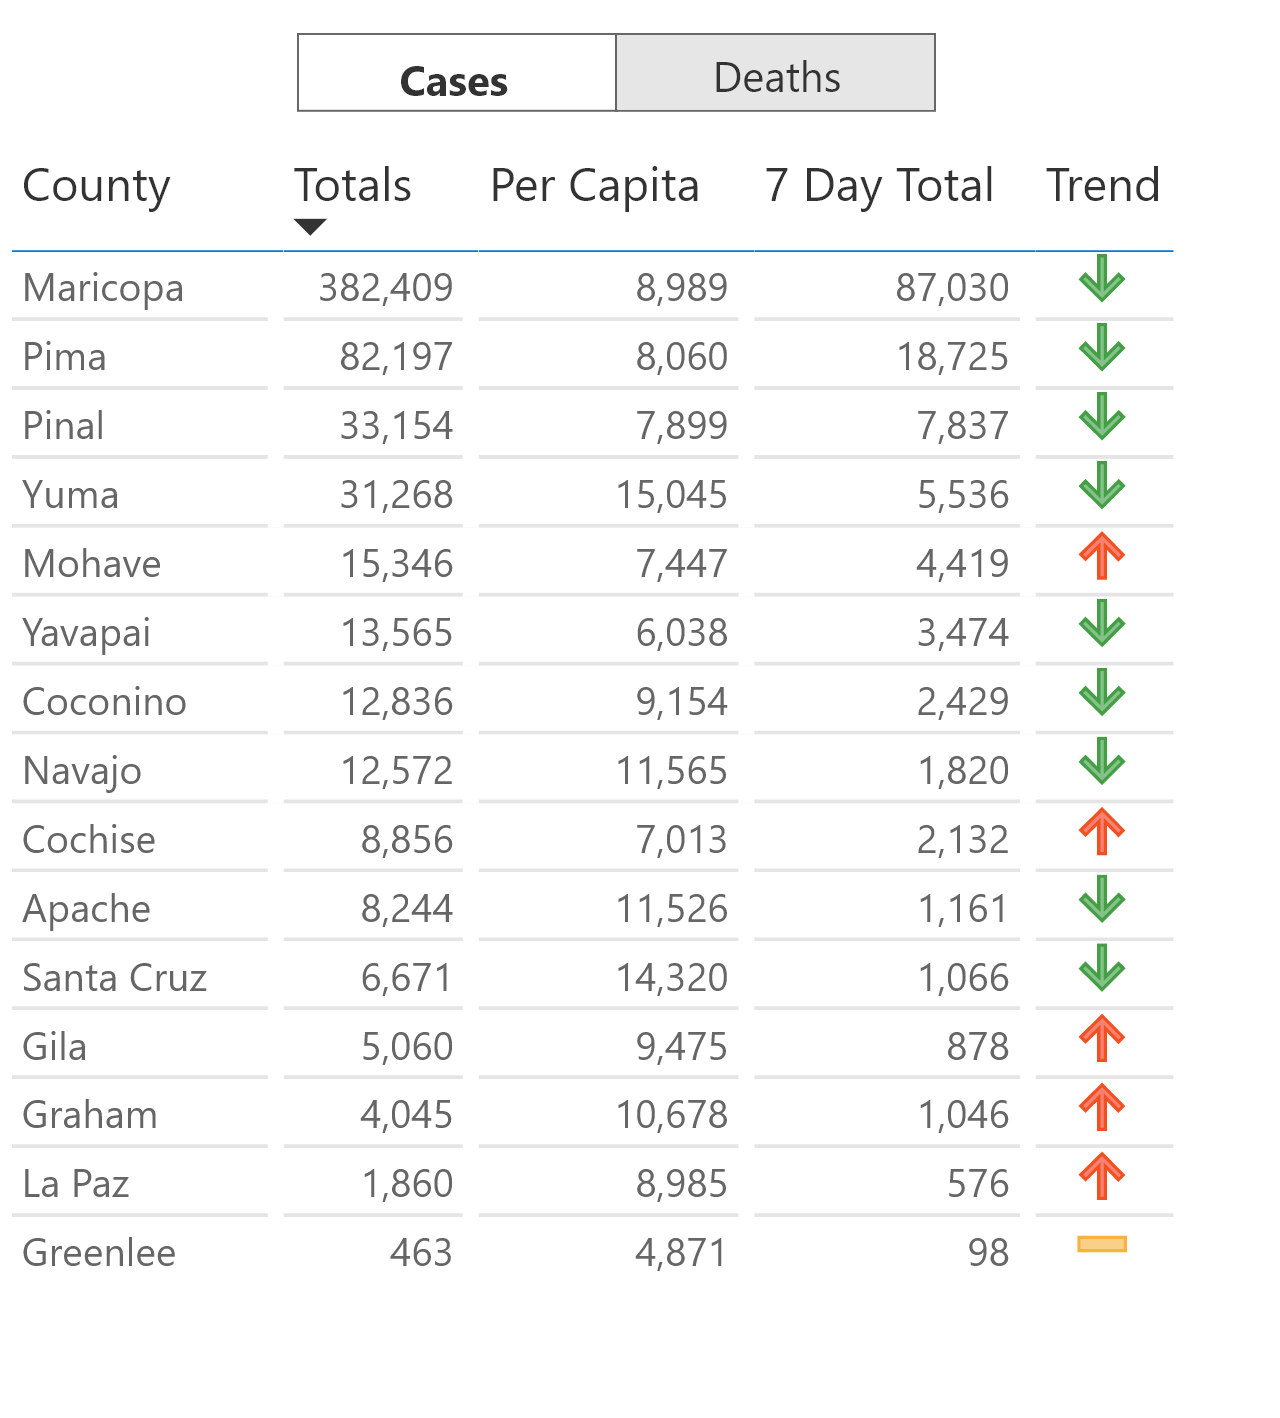 Cases Deaths
County Totals Per Capita 7 Day Total Trend
Maricopa 382,409 8,989 87,030
Pima 82,197 8,060 18,725
Pinal 33,154 7,899 7,837
Yuma 31,268 15,045 5,536
Mohave 15,346 7,447 4,419
Yavapai 13,565 6,038 3,474
Coconino 12,836 9,154 2,429
Navajo 12,572 11,565 1,820
Cochise 8,856 7,013 2,132
Apache 8,244 11,526 1,161
Santa Cruz 6,671 14,320 1,066
Gila 5,060 9,475 878
Graham 4,045 10,678 1,046
La Paz 1,860 8,985 576
Greenlee 463 4,871 98